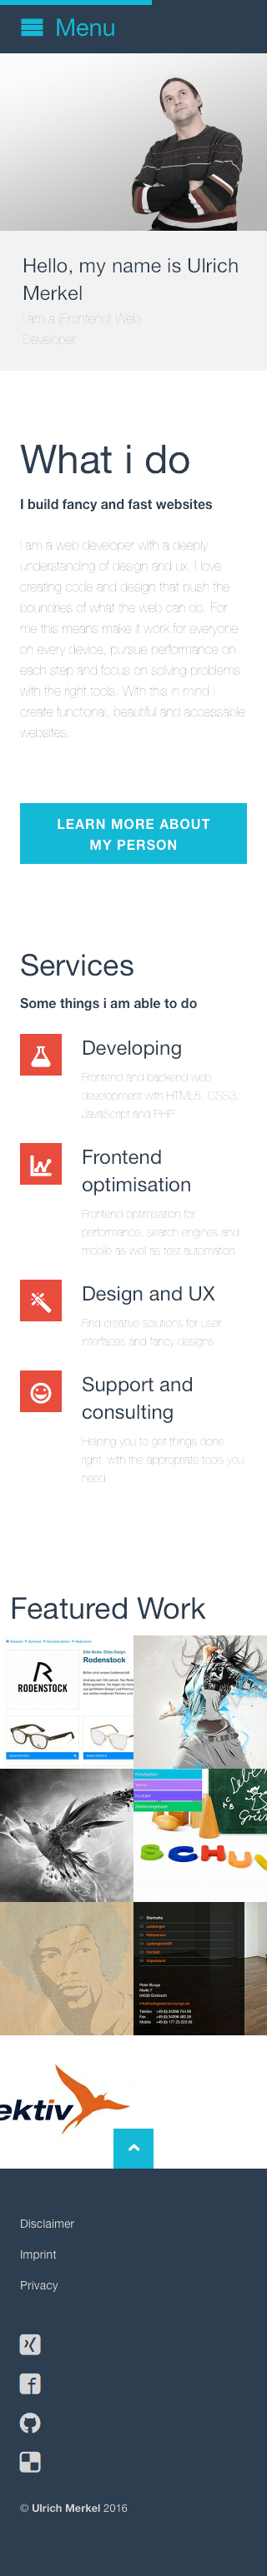 Menu
Hello, my name is Ulrich
Merkel
I am a (Frontend) Web
Developer
What i do
I build fancy and fast websites
I am a web developer with a deeply
understanding of design and ux. I love
creating code and design that push the
boundries of what the web can do. For
me this means make it work for everyone
on every device, pursue performance on
each step and focus on solving problems
with the right tools. With this in mind i
create functional, beautiful and accessable
websites.
LEARN MORE ABOUT
MY PERSON
Services
Some things i am able to do
Developing
Frontend and backend web
development with HTML5, CSS3,
JavaScript and PHP
Frontend
optimisation
Frontend optimisation for
performance, search engines and
mobile as well as test automation
Design and UX
Find creative solutions for user
interfaces and fancy designs
Support and
consulting
Helping you to get things done
right, with the appropriate tools you
need
Featured Work
Rodenstock
RODENSTOCK
SCHU
Startseite
Leistungen
Referenzen
Kontakt
Impressum
ektiv
Disclaimer
Imprint
Privacy
© Ulrich Merkel 2016